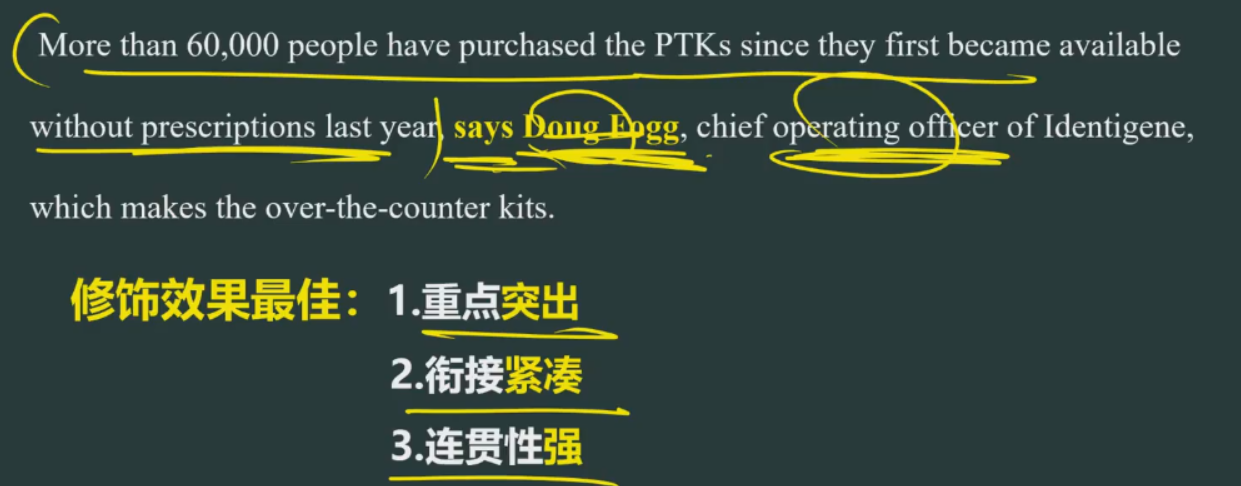 More than 60,000 people have purchased the PTKs since they first became available
without prescriptions last year, says Doug Fogg, chief operating officer of Identigene,
which makes the over-the-counter kits.
修饰效果最佳：1.重点突出
2.衔接紧凑
3.连贯性强